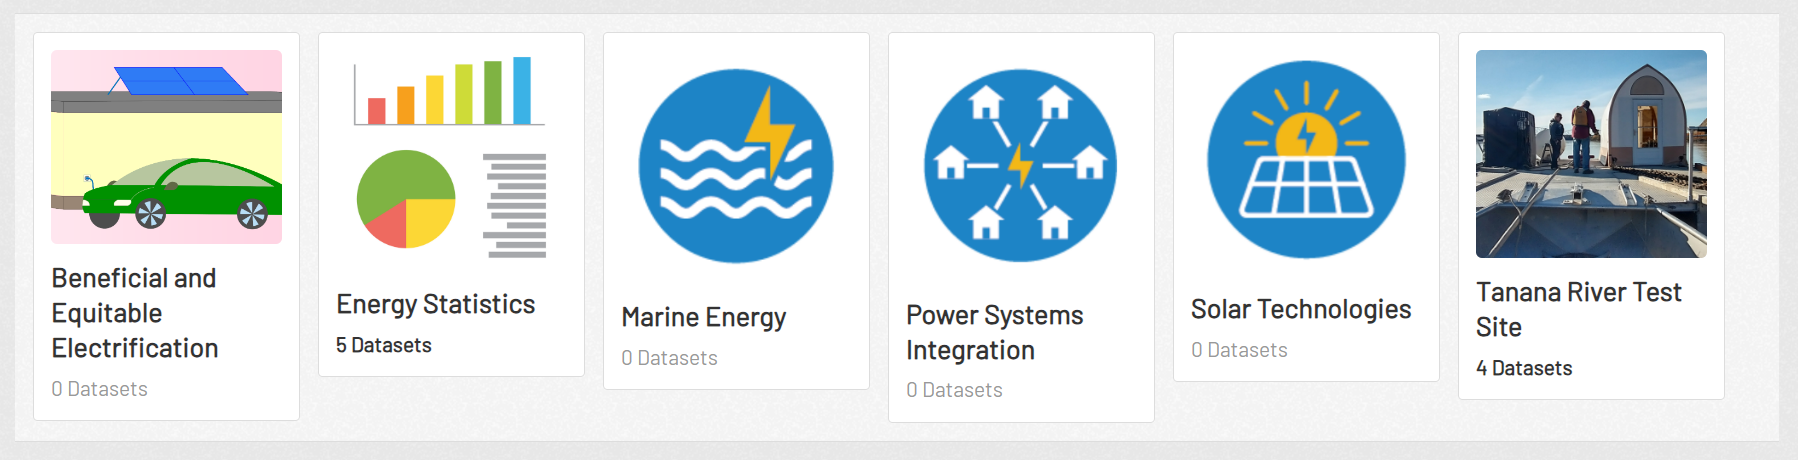 Beneficial and
Equitable
Electrification
0 Datasets
Energy Statistics
5 Datasets
Marine Energy
0 Datasets
Power Systems
Integration
0 Datasets
Solar Technologies
0 Datasets
Tanana River Test
Site
4 Datasets